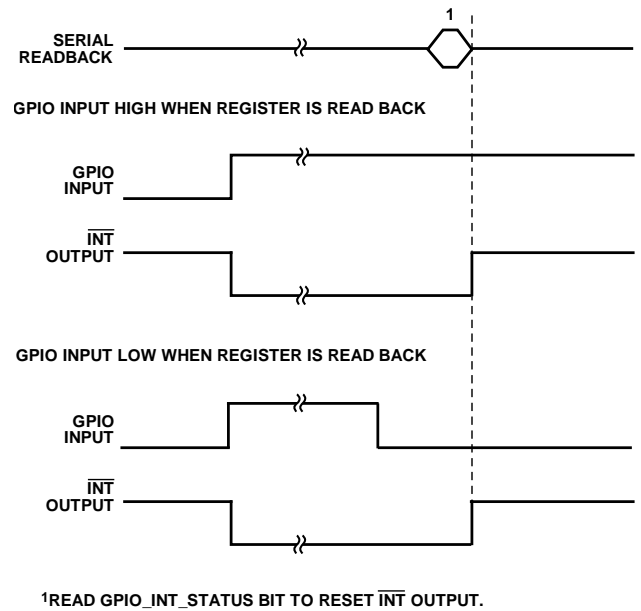 1
SERIAL
READBACK
GPIO INPUT HIGH WHEN REGISTER IS READ BACK
GPIO
INPUT
INT
OUTPUT
GPIO INPUT LOW WHEN REGISTER IS READ BACK
GPIO
INPUT
INT
OUTPUT
1READ GPIO_INT_STATUS BIT TO RESET INT OUTPUT.